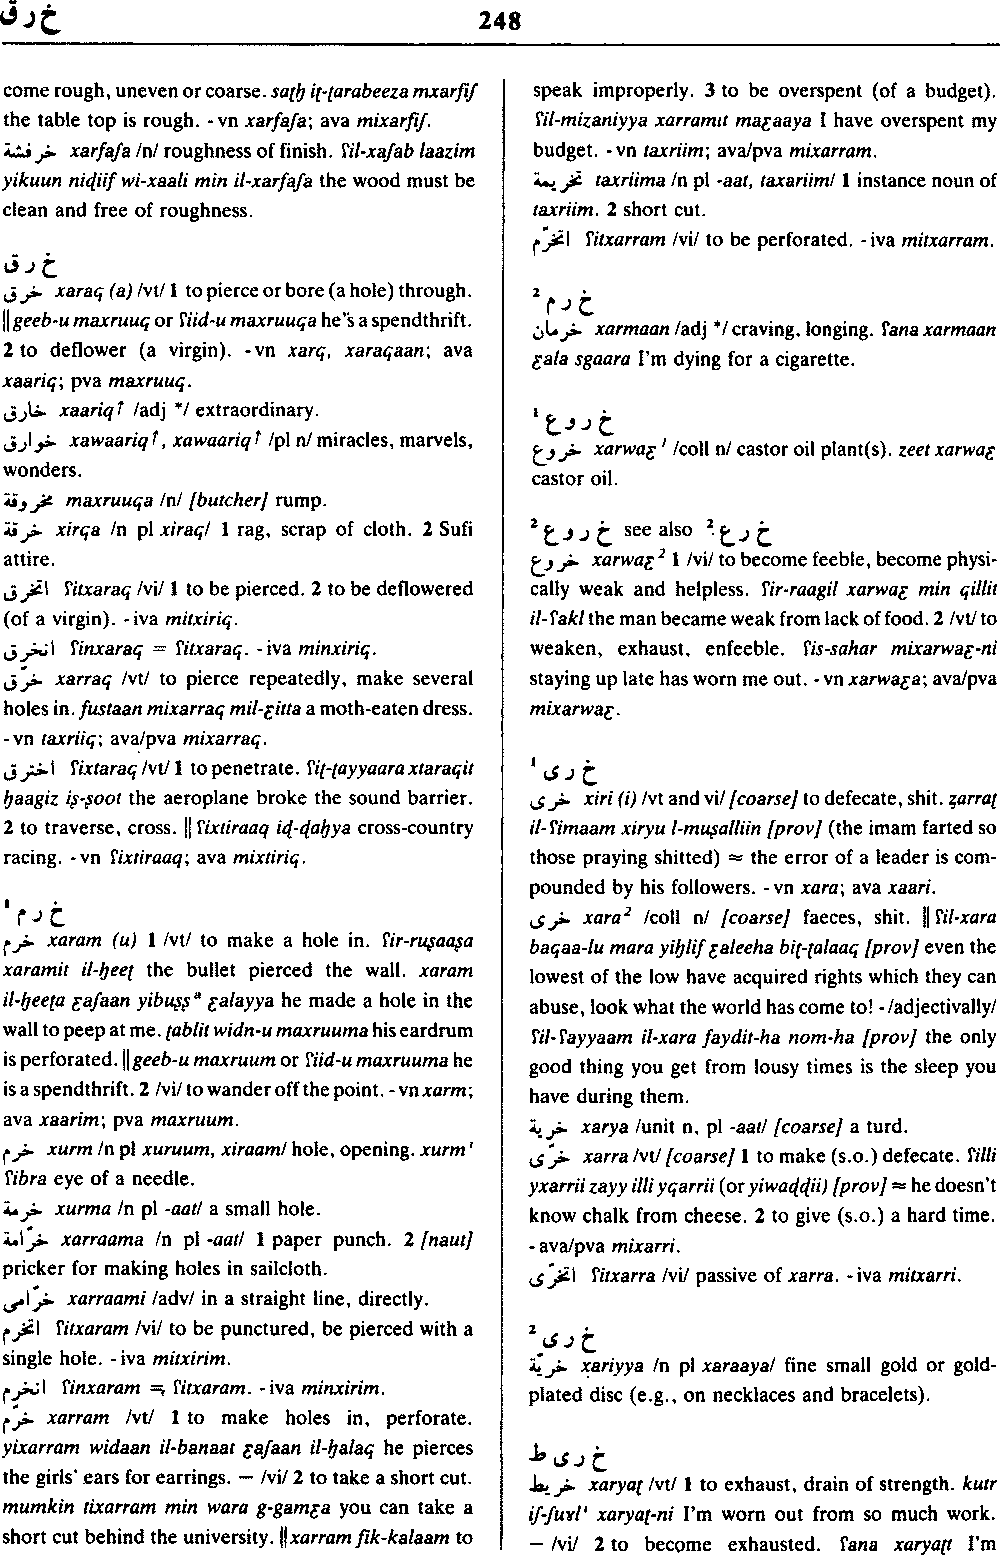 خ ر ق
248
come rough, uneven or coarse. saṭḥ iṭ-ṭarabeeza mxarʃiʃ
the table top is rough. -vn xarʃaʃa; ava mixarʃiʃ.
خرفشة xarʃaʃa /n/ roughness of finish. ʕil-xaʃab laazim
yikuun niḍiif wi-xaali min il-xarʃaʃa the wood must be
clean and free of roughness.
خ ر ق
خرق xaraq (a) /vt/ 1 to pierce or bore (a hole) through.
‖geeb-u maxruuq or ʕiid-u maxruuqa he's a spendthrift.
2 to deflower (a virgin). -vn xarq, xaraqaan; ava
xaariq; pva maxruuq.
خارق xaariq↑ /adj */ extraordinary.
خوارق xawaariq↑, xawaariq↑ /pl n/ miracles, marvels,
wonders.
مخروقة maxruuqa /n/ [butcher] rump.
خرقة xirqa /n pl xiraq/ 1 rag, scrap of cloth. 2 Sufi
attire.
اتخرق ʕitxaraq /vi/ 1 to be pierced. 2 to be deflowered
(of a virgin). -iva mitxiriq.
انخرق ʕinxaraq = ʕitxaraq. -iva minxiriq.
خرّق xarraq /vt/ to pierce repeatedly, make several
holes in. fustaan mixarraq mil-ƹitta a moth-eaten dress.
-vn taxriiq; ava/pva mixarraq.
اخترق ʕixtaraq /vt/ 1 to penetrate. ʕiṭ-ṭayyaara xtaraqit
ḥaagiz iṣ-ṣoot the aeroplane broke the sound barrier.
2 to traverse, cross. ‖ʕixtiraaq iḍ-ḍaḥya cross-country
racing. -vn ʕixtiraaq; ava mixtiriq.
خ ر م ¹
خرم xaram (u) 1 /vt/ to make a hole in. ʕir-ruṣaaṣa
xaramit il-ḥeeṭ the bullet pierced the wall. xaram
il-ḥeeṭa ƹaʃaan yibuṣṣᵃ ƹalayya he made a hole in the
wall to peep at me. ṭablit widn-u maxruuma his eardrum
is perforated. ‖geeb-u maxruum or ʕiid-u maxruuma he
is a spendthrift. 2 /vi/ to wander off the point. -vn xarm;
ava xaarim; pva maxruum.
خرم xurm /n pl xuruum, xiraam/ hole, opening. xurmⁱ
ʕibra eye of a needle.
خرمة xurma /n pl -aat/ a small hole.
خرّامة xarraama /n pl -aat/ 1 paper punch. 2 [naut]
pricker for making holes in sailcloth.
خرّامى xarraami /adv/ in a straight line, directly.
اتخرم ʕitxaram /vi/ to be punctured, be pierced with a
single hole. -iva mitxirim.
انخرم ʕinxaram = ʕitxaram. -iva minxirim.
خرّم xarram /vt/ 1 to make holes in, perforate.
yixarram widaan il-banaat ƹaʃaan il-ḥalaq he pierces
the girls' ears for earrings. — /vi/ 2 to take a short cut.
mumkin tixarram min wara g-gamƹa you can take a
short cut behind the university. ‖xarram fik-kalaam to
speak improperly. 3 to be overspent (of a budget).
ʕil-mizaniyya xarramit maƹaaya I have overspent my
budget. -vn taxriim; ava/pva mixarram.
تخريمة taxriima /n pl -aat, taxariim/ 1 instance noun of
taxriim. 2 short cut.
اتخرّم ʕitxarram /vi/ to be perforated. -iva mitxarram.
خ ر م ²
خرمان xarmaan /adj */ craving, longing. ʕana xarmaan
ƹala sgaara I'm dying for a cigarette.
خ ر و ع ¹
خروع xarwaƹ¹ /coll n/ castor oil plant(s). zeet xarwaƹ
castor oil.
خ ر و ع ² see also خ ر ع ²
خروع xarwaƹ² 1 /vi/ to become feeble, become physi-
cally weak and helpless. ʕir-raagil xarwaƹ min qillit
il-ʕakl the man became weak from lack of food. 2 /vt/ to
weaken, exhaust, enfeeble. ʕis-sahar mixarwaƹ-ni
staying up late has worn me out. -vn xarwaƹa; ava/pva
mixarwaƹ.
خ ر ى ¹
خرى xiri (i) /vt and vi/ [coarse] to defecate, shit. ẓarraṭ
il-ʕimaam xiryu l-muṣalliin [prov] (the imam farted so
those praying shitted) ≈ the error of a leader is com-
pounded by his followers. -vn xara; ava xaari.
خرى xara² /coll n/ [coarse] faeces, shit. ‖ʕil-xara
baqaa-lu mara yiḥlif ƹaleeha biṭ-ṭalaaq [prov] even the
lowest of the low have acquired rights which they can
abuse, look what the world has come to! -/adjectivally/
ʕil-ʕayyaam il-xara faydit-ha nom-ha [prov] the only
good thing you get from lousy times is the sleep you
have during them.
خرية xarya /unit n, pl -aat/ [coarse] a turd.
خرّى xarra /vt/ [coarse] 1 to make (s.o.) defecate. ʕilli
yxarrii zayy illi yqarrii (or yiwaḍḍii) [prov] ≈ he doesn't
know chalk from cheese. 2 to give (s.o.) a hard time.
-ava/pva mixarri.
اتخرّى ʕitxarra /vi/ passive of xarra. -iva mitxarri.
خ ر ى ²
خريّة xariyya /n pl xaraaya/ fine small gold or gold-
plated disc (e.g., on necklaces and bracelets).
خ ر ى ط
خريط xaryaṭ /vt/ 1 to exhaust, drain of strength. kutr
iʃ-ʃuɣlⁱ xaryaṭ-ni I'm worn out from so much work.
— /vi/ 2 to become exhausted. ʕana xaryaṭt I'm